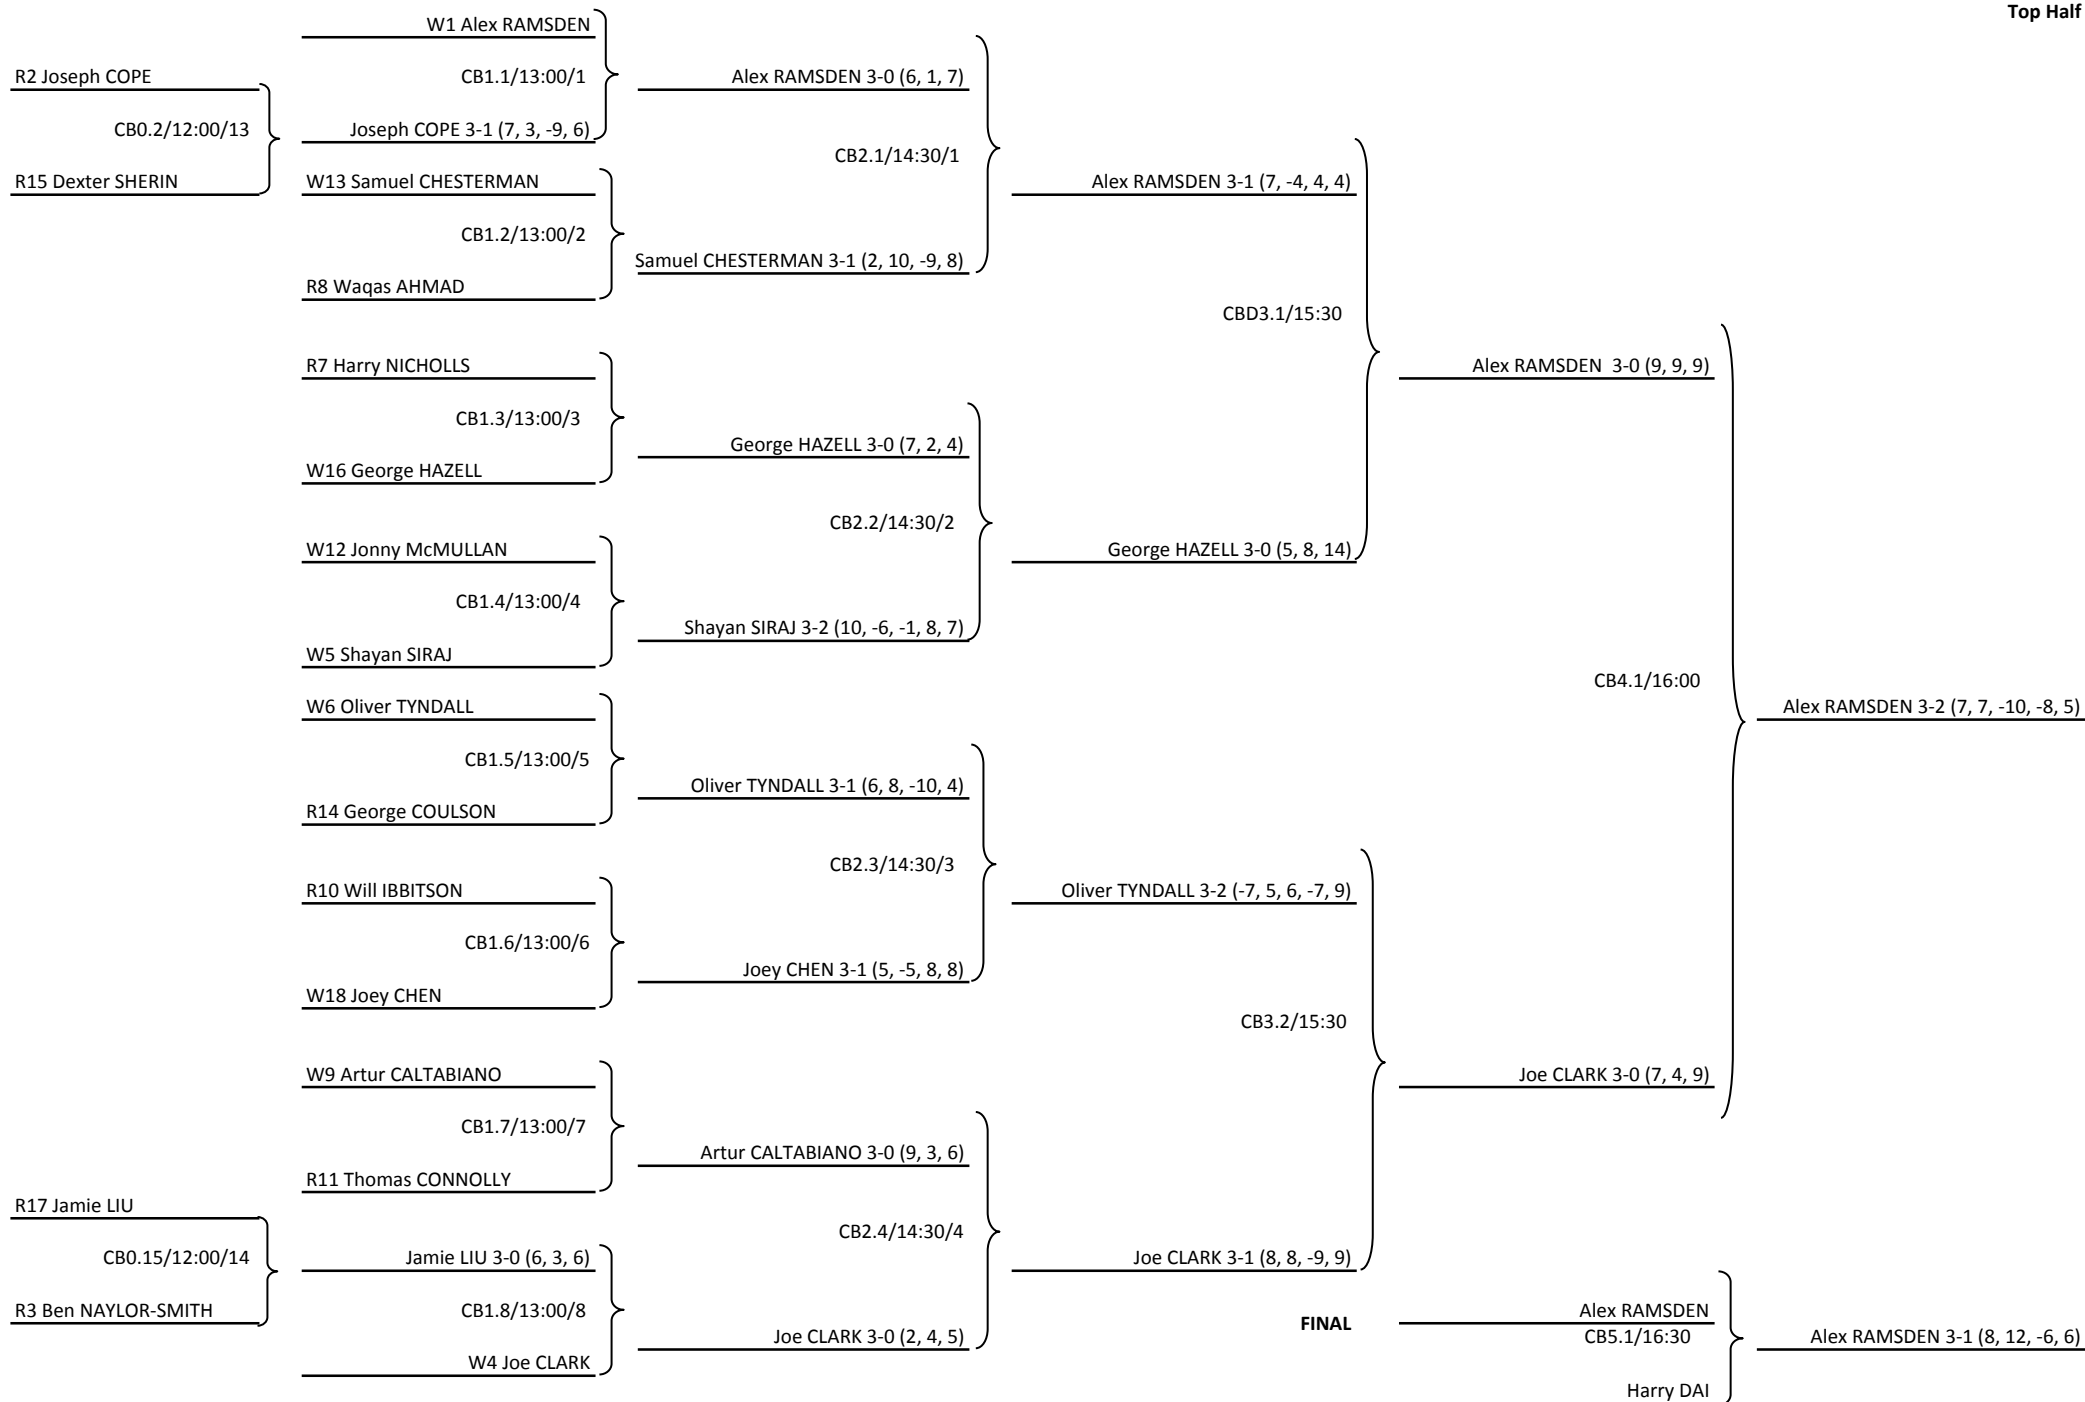 Top Half
W1 Alex RAMSDEN
R2 Joseph COPE
CB1.1/13:00/1
Alex RAMSDEN 3-0 (6, 1, 7)
CB0.2/12:00/13
Joseph COPE 3-1 (7, 3, -9, 6)
CB2.1/14:30/1
R15 Dexter SHERIN
W13 Samuel CHESTERMAN
Alex RAMSDEN 3-1 (7, -4, 4, 4)
CB1.2/13:00/2
Samuel CHESTERMAN 3-1 (2, 10, -9, 8)
R8 Waqas AHMAD
CBD3.1/15:30
R7 Harry NICHOLLS
Alex RAMSDEN  3-0 (9, 9, 9)
CB1.3/13:00/3
George HAZELL 3-0 (7, 2, 4)
W16 George HAZELL
CB2.2/14:30/2
W12 Jonny McMULLAN
George HAZELL 3-0 (5, 8, 14)
CB1.4/13:00/4
Shayan SIRAJ 3-2 (10, -6, -1, 8, 7)
W5 Shayan SIRAJ
CB4.1/16:00
W6 Oliver TYNDALL
Alex RAMSDEN 3-2 (7, 7, -10, -8, 5)
CB1.5/13:00/5
Oliver TYNDALL 3-1 (6, 8, -10, 4)
R14 George COULSON
CB2.3/14:30/3
R10 Will IBBITSON
Oliver TYNDALL 3-2 (-7, 5, 6, -7, 9)
CB1.6/13:00/6
Joey CHEN 3-1 (5, -5, 8, 8)
W18 Joey CHEN
CB3.2/15:30
W9 Artur CALTABIANO
Joe CLARK 3-0 (7, 4, 9)
CB1.7/13:00/7
Artur CALTABIANO 3-0 (9, 3, 6)
R11 Thomas CONNOLLY
R17 Jamie LIU
CB2.4/14:30/4
CB0.15/12:00/14
Jamie LIU 3-0 (6, 3, 6)
Joe CLARK 3-1 (8, 8, -9, 9)
R3 Ben NAYLOR-SMITH
CB1.8/13:00/8
FINAL
Alex RAMSDEN
Joe CLARK 3-0 (2, 4, 5)
CB5.1/16:30
Alex RAMSDEN 3-1 (8, 12, -6, 6)
W4 Joe CLARK
Harry DAI